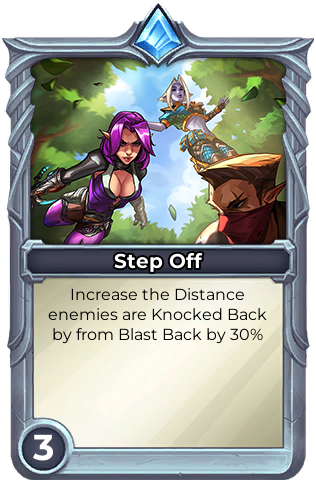 Step Off
Increase the Distance
enemies are Knocked Back
by from Blast Back by 30%
3